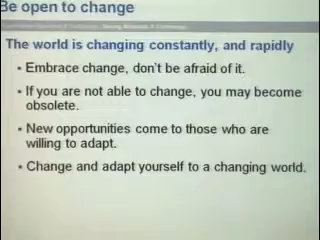 Be open to change
The world is changing constantly, and rapidly
• Embrace change, don't be afraid of it.
• If you are not able to change, you may become
obsolete.
• New opportunities come to those who are
willing to adapt.
• Change and adapt yourself to a changing world.